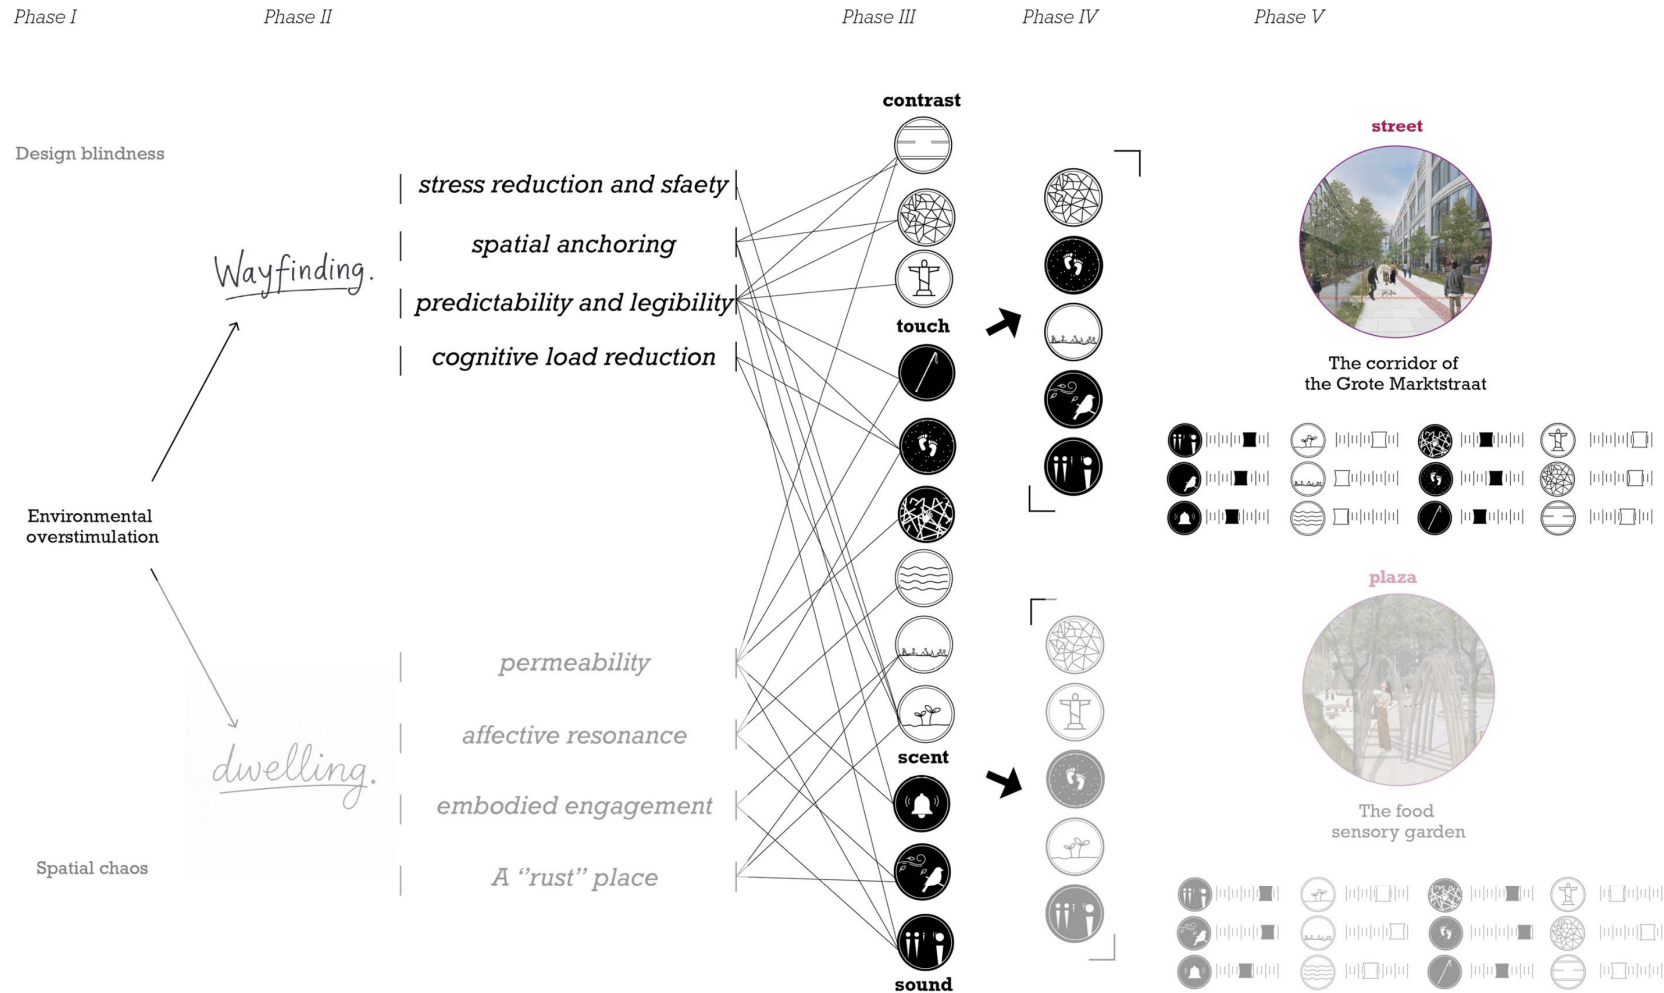 Phase I
Phase II
Phase III
Phase IV
Phase V
contrast
street
Design blindness
stress reduction and sfaety
spatial anchoring
Wayfinding.
predictability and legibility
touch
cognitive load reduction
The corridor of
the Grote Marktstraat
Environmental
overstimulation
plaza
permeability
affective resonance
scent
dwelling.
embodied engagement
The food
sensory garden
Spatial chaos
A ‘‘rust’’ place
sound